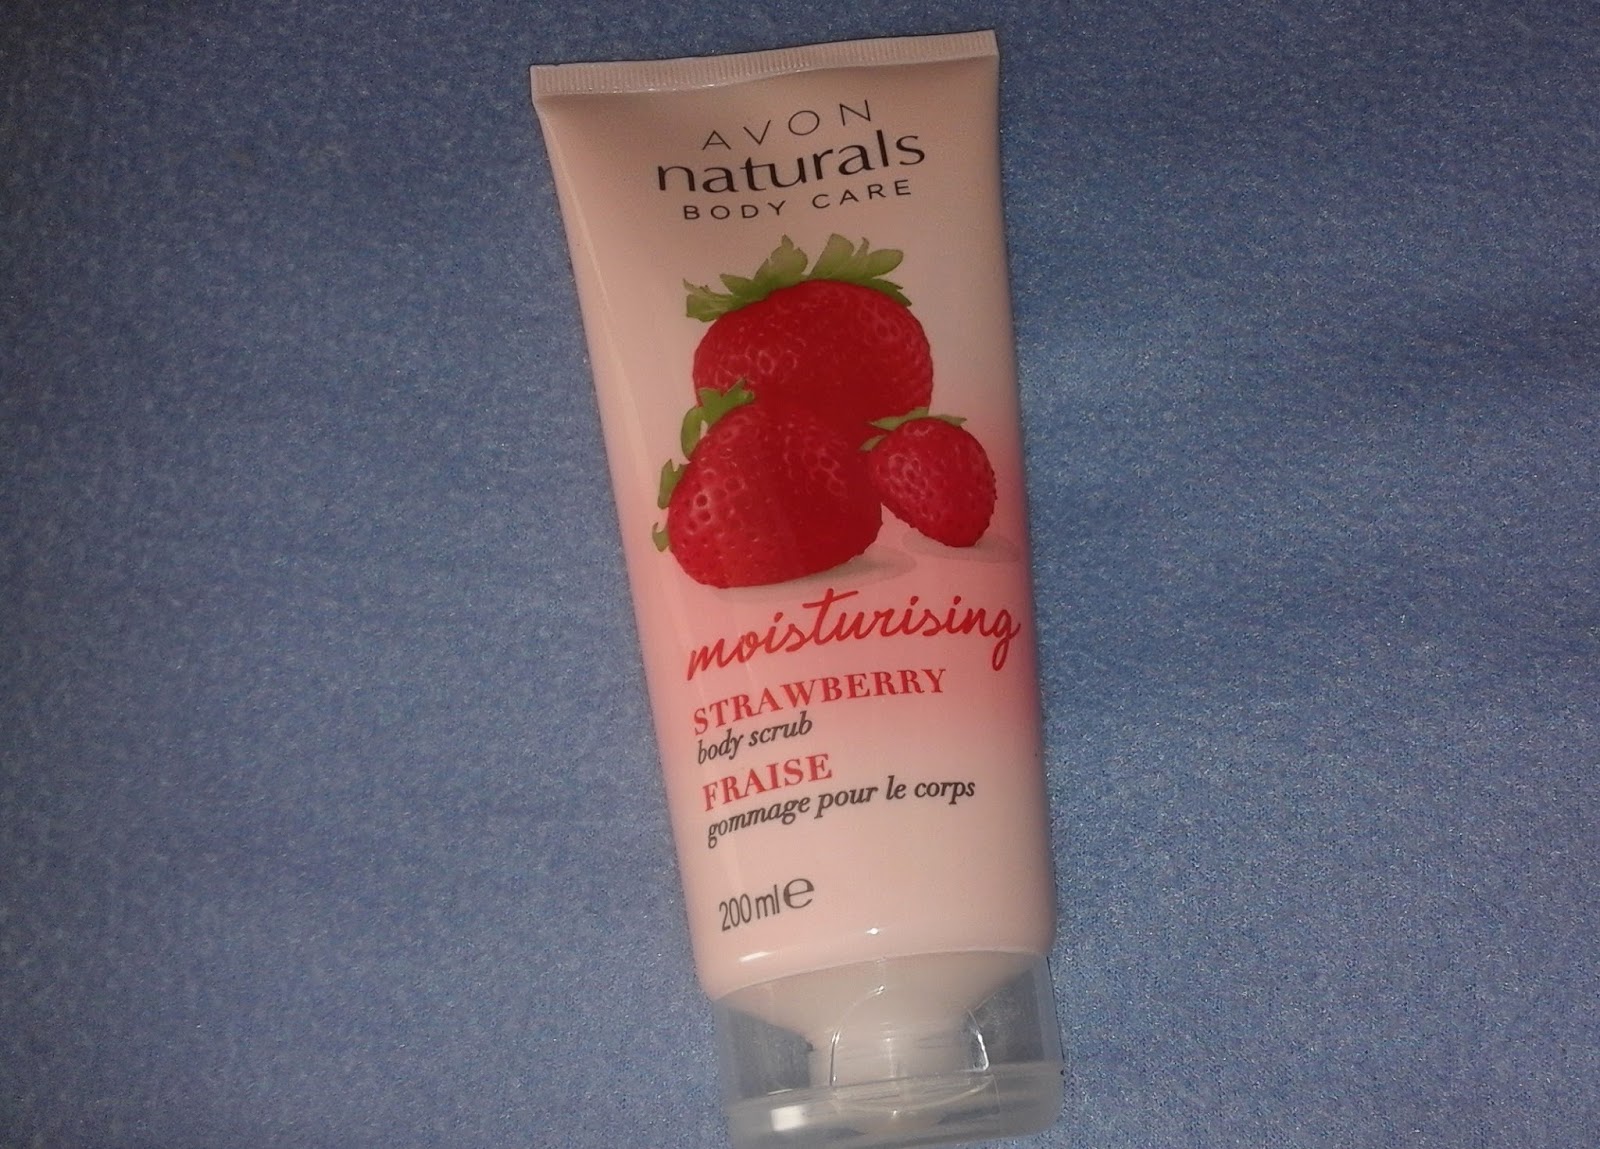 AVON
naturals
BODY CARE
moisturising
STRAWBERRY
body scrub
FRAISE
gommage pour le corps
200 ml ℮